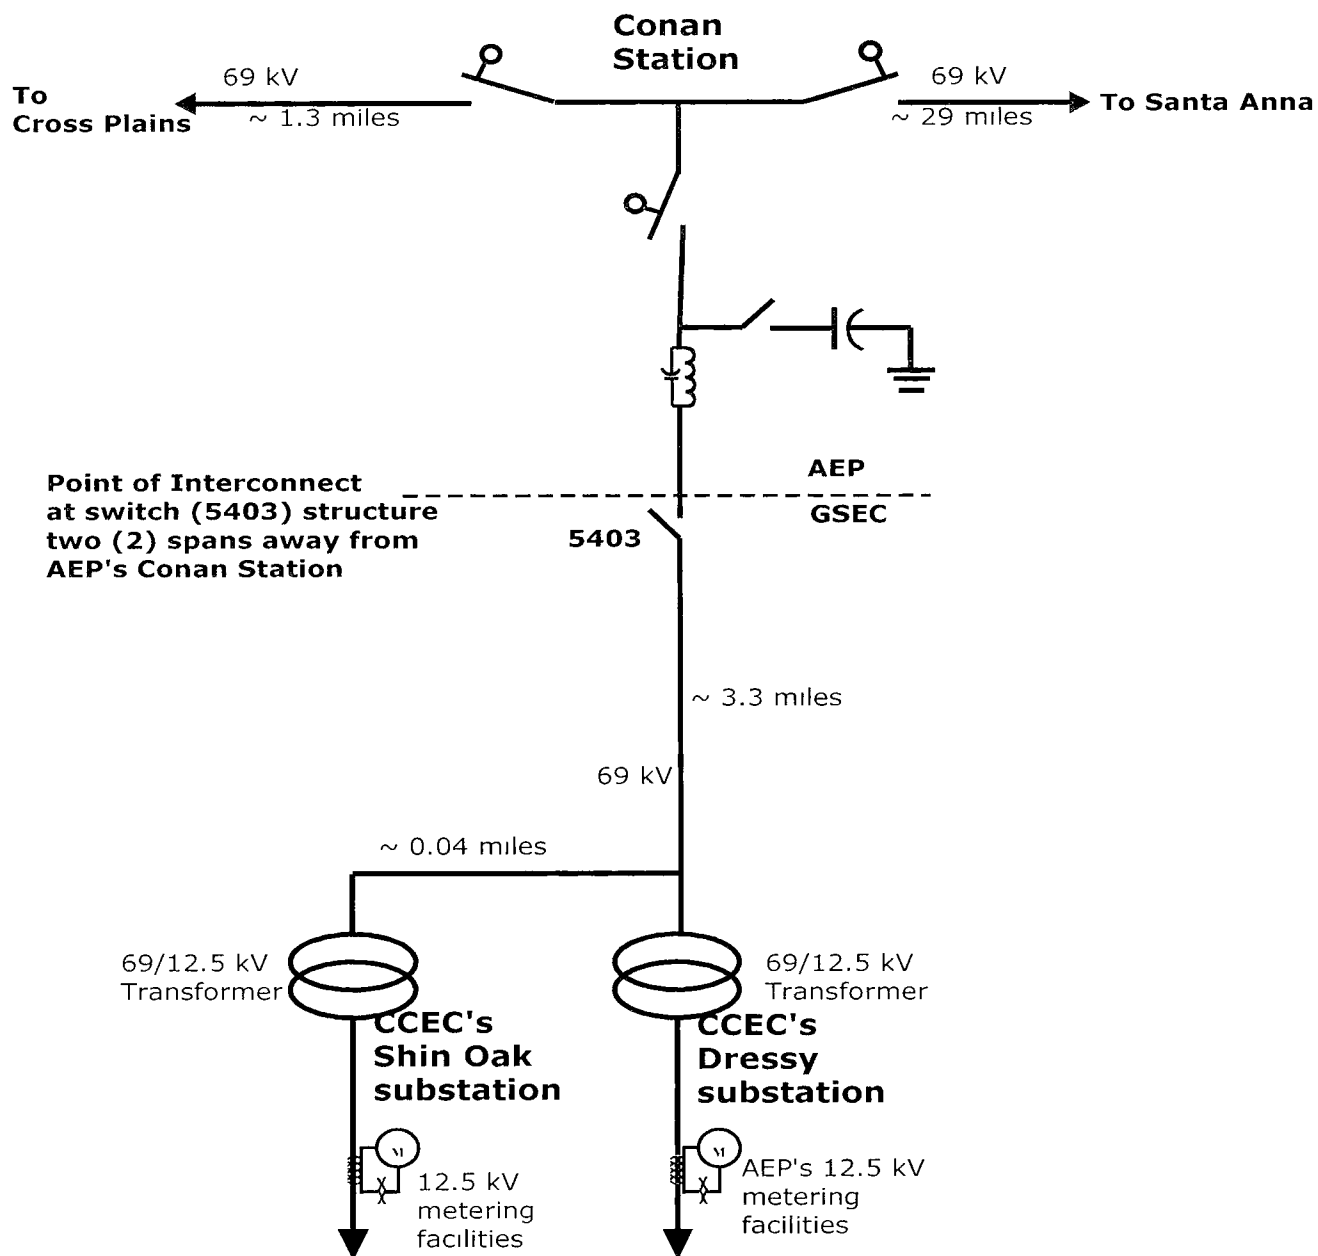 Conan
Station
69 kV
69 kV
To
Cross Plains
~ 1.3 miles
~ 29 miles
To Santa Anna
AEP
GSEC
Point of Interconnect
at switch (5403) structure
two (2) spans away from
AEP's Conan Station
5403
~ 3.3 miles
69 kV
~ 0.04 miles
69/12.5 kV
Transformer
69/12.5 kV
Transformer
CCEC's
Shin Oak
substation
CCEC's
Dressy
substation
M
12.5 kV
metering
facilities
M
AEP's 12.5 kV
metering
facilities